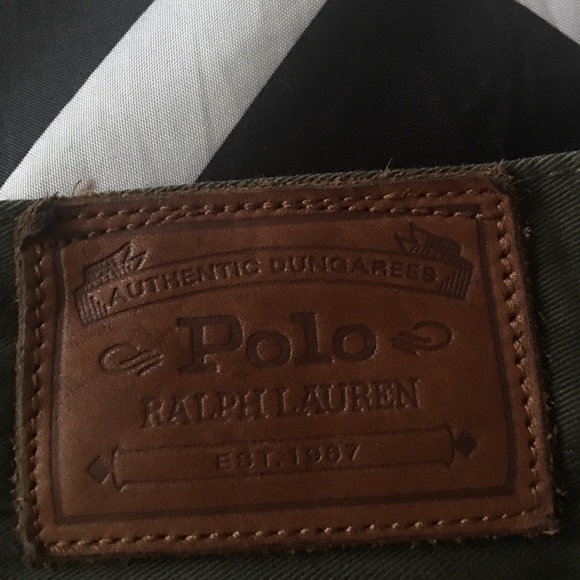 AUTHENTIC DUNGAREES
Polo
RALPH LAUREN
EST. 1967